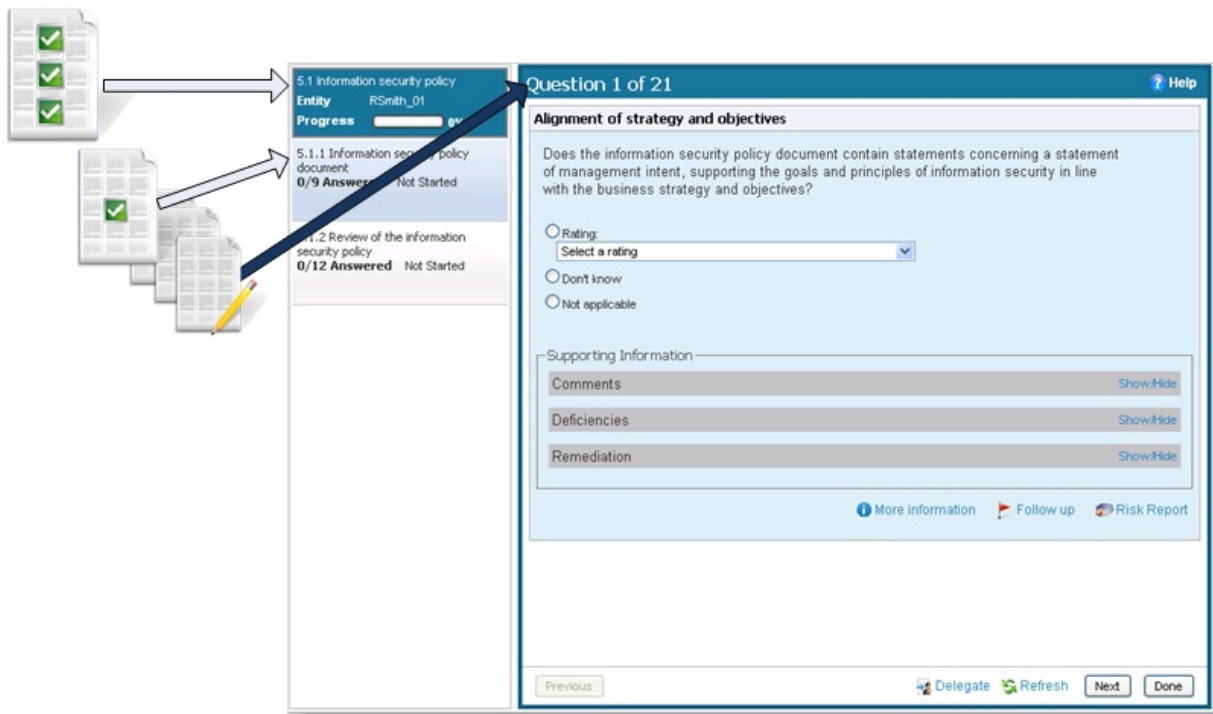 5.1 Information security policy
Entity RSmith_01
Progress 0%
5.1.1 Information security policy
document
0/9 Answered Not Started
5.1.2 Review of the information
security policy
0/12 Answered Not Started
Question 1 of 21
Help
Alignment of strategy and objectives
Does the information security policy document contain statements concerning a statement
of management intent, supporting the goals and principles of information security in line
with the business strategy and objectives?
Rating:
Select a rating
Don't know
Not applicable
Supporting Information
Comments Show/Hide
Deficiencies Show/Hide
Remediation Show/Hide
More information Follow up Risk Report
Previous Delegate Refresh Next Done